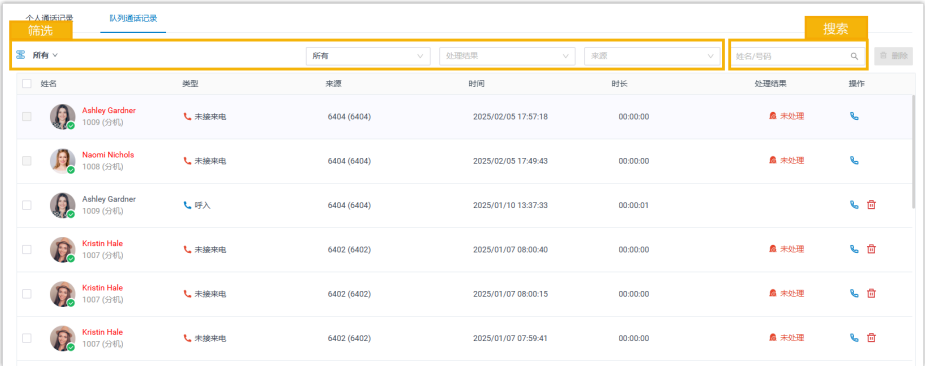 个人通话记录 队列通话记录
筛选 搜索
所有 所有 处理结果 来源 姓名/号码 删除
姓名 类型 来源 时间 时长 处理结果 操作
Ashley Gardner
1009 (分机) 未接来电 6404 (6404) 2025/02/05 17:57:18 00:00:00 未处理
Naomi Nichols
1008 (分机) 未接来电 6404 (6404) 2025/02/05 17:49:43 00:00:00 未处理
Ashley Gardner
1009 (分机) 呼入 6404 (6404) 2025/01/10 13:37:33 00:00:01
Kristin Hale
1007 (分机) 未接来电 6402 (6402) 2025/01/07 08:00:40 00:00:00 未处理
Kristin Hale
1007 (分机) 未接来电 6402 (6402) 2025/01/07 08:00:15 00:00:00 未处理
Kristin Hale
1007 (分机) 未接来电 6402 (6402) 2025/01/07 07:59:41 00:00:00 未处理